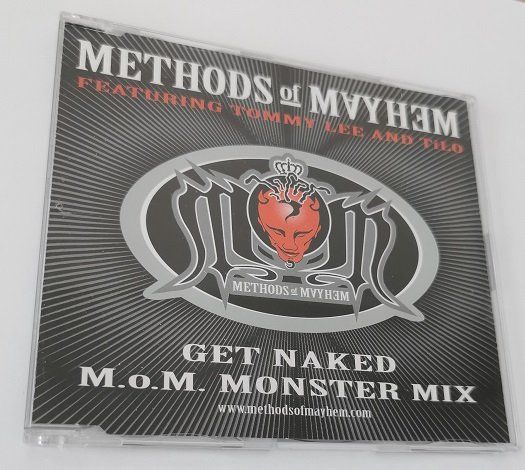 METHODS of MAYHEM
FEATURING TOMMY LEE AND TiLO
METHODS of MAYHEM
GET NAKED
M.o.M. MONSTER MIX
www.methodsofmayhem.com